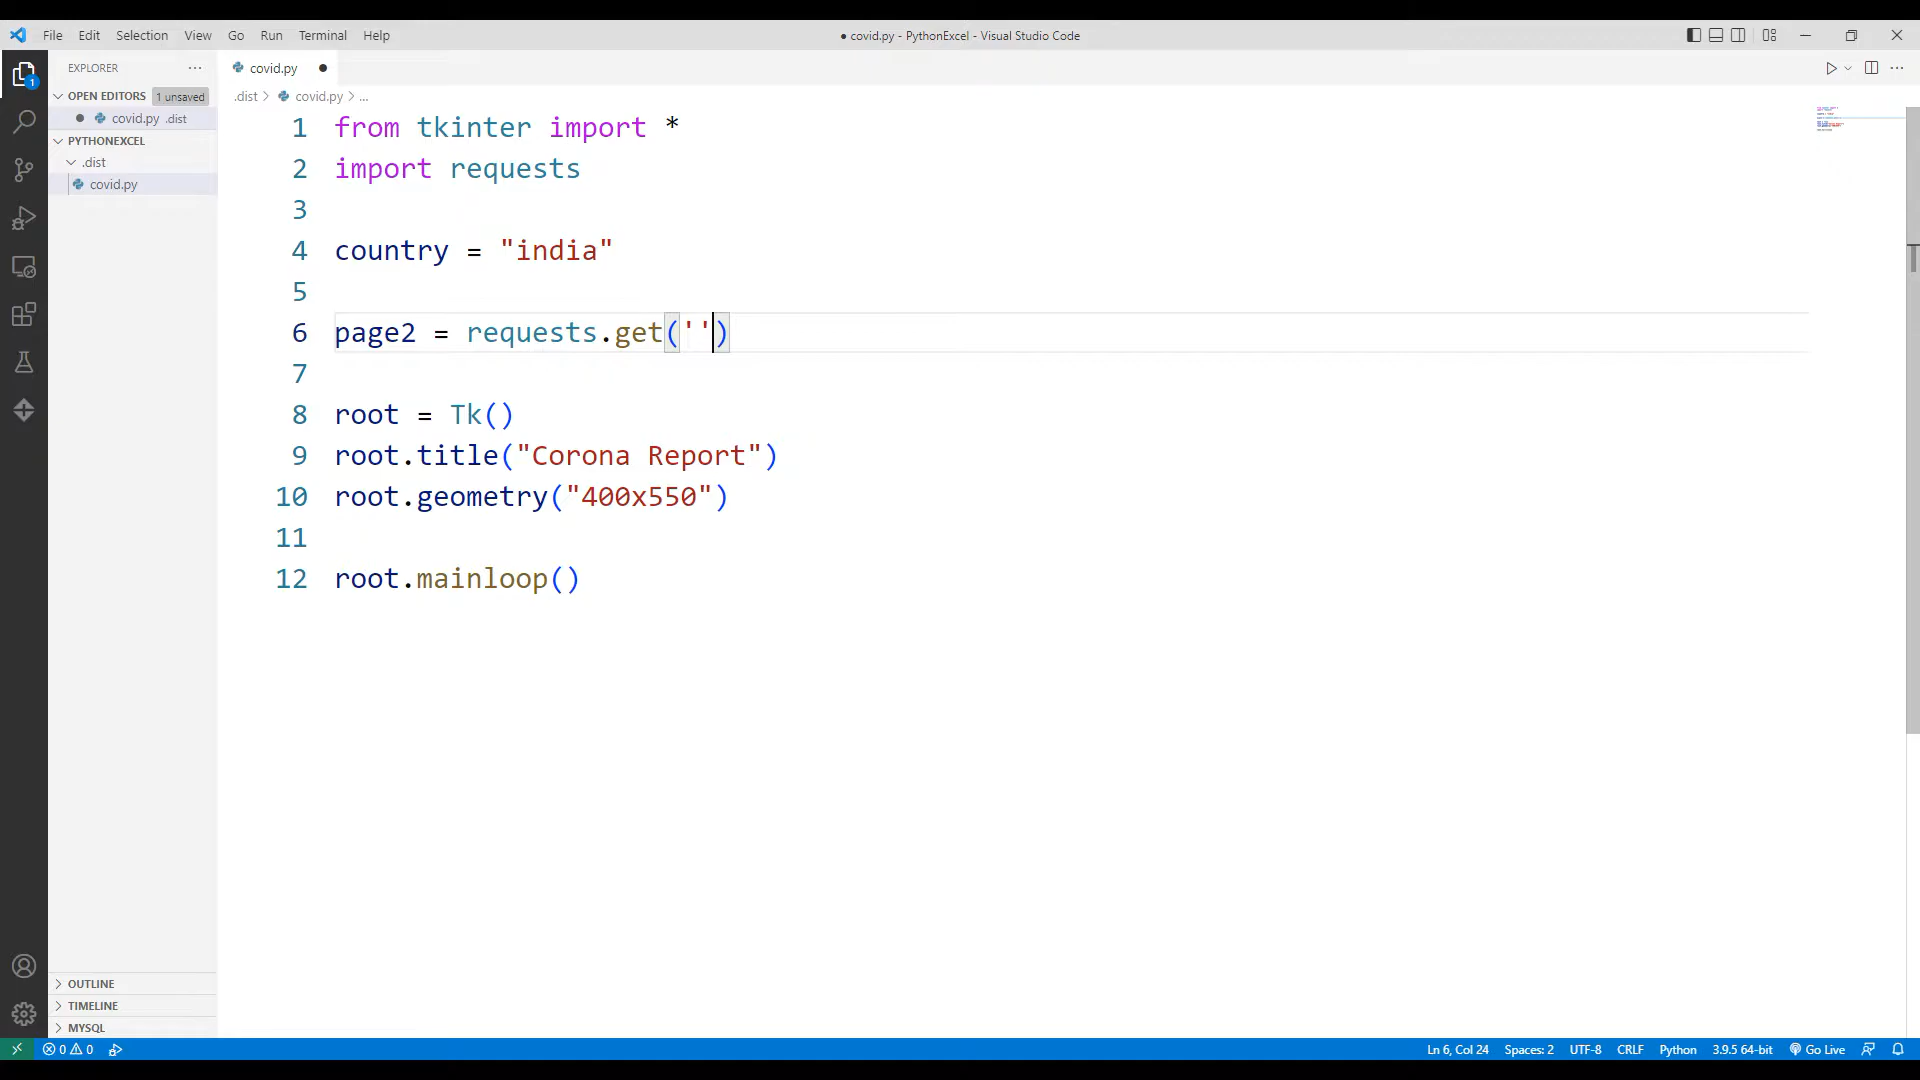 File Edit Selection View Go Run Terminal Help
● covid.py - PythonExcel - Visual Studio Code
EXPLORER ···
OPEN EDITORS 1 unsaved
covid.py .dist
PYTHONEXCEL
.dist
covid.py
OUTLINE
TIMELINE
MYSQL
1
covid.py
.dist > covid.py > ...
1 from tkinter import *
2 import requests
3
4 country = "india"
5
6 page2 = requests.get('')
7
8 root = Tk()
9 root.title("Corona Report")
10 root.geometry("400x550")
11
12 root.mainloop()
0 0
Ln 6, Col 24 Spaces: 2 UTF-8 CRLF Python 3.9.5 64-bit Go Live